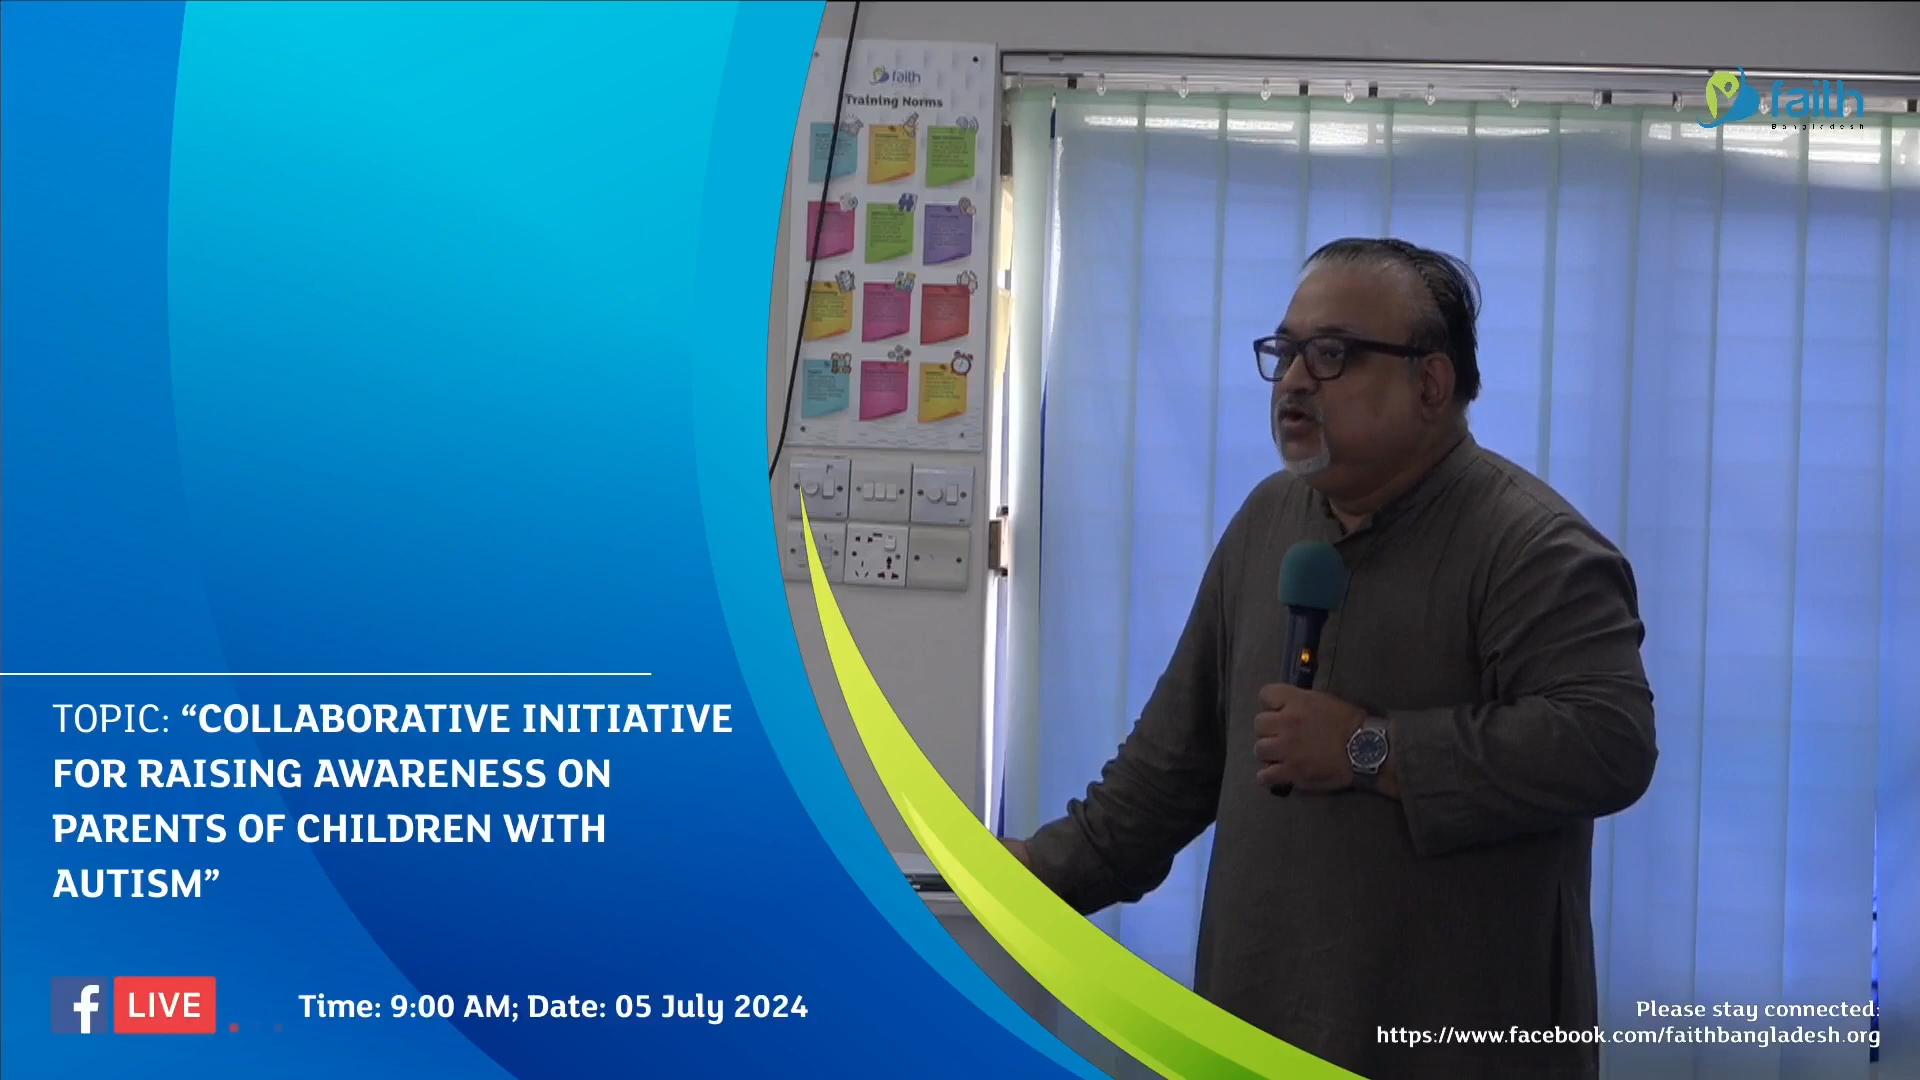 faith
Training Norms
faith
Bangladesh
TOPIC: “COLLABORATIVE INITIATIVE
FOR RAISING AWARENESS ON
PARENTS OF CHILDREN WITH
AUTISM”
f LIVE
Time: 9:00 AM; Date: 05 July 2024
Please stay connected:
https://www.facebook.com/faithbangladesh.org